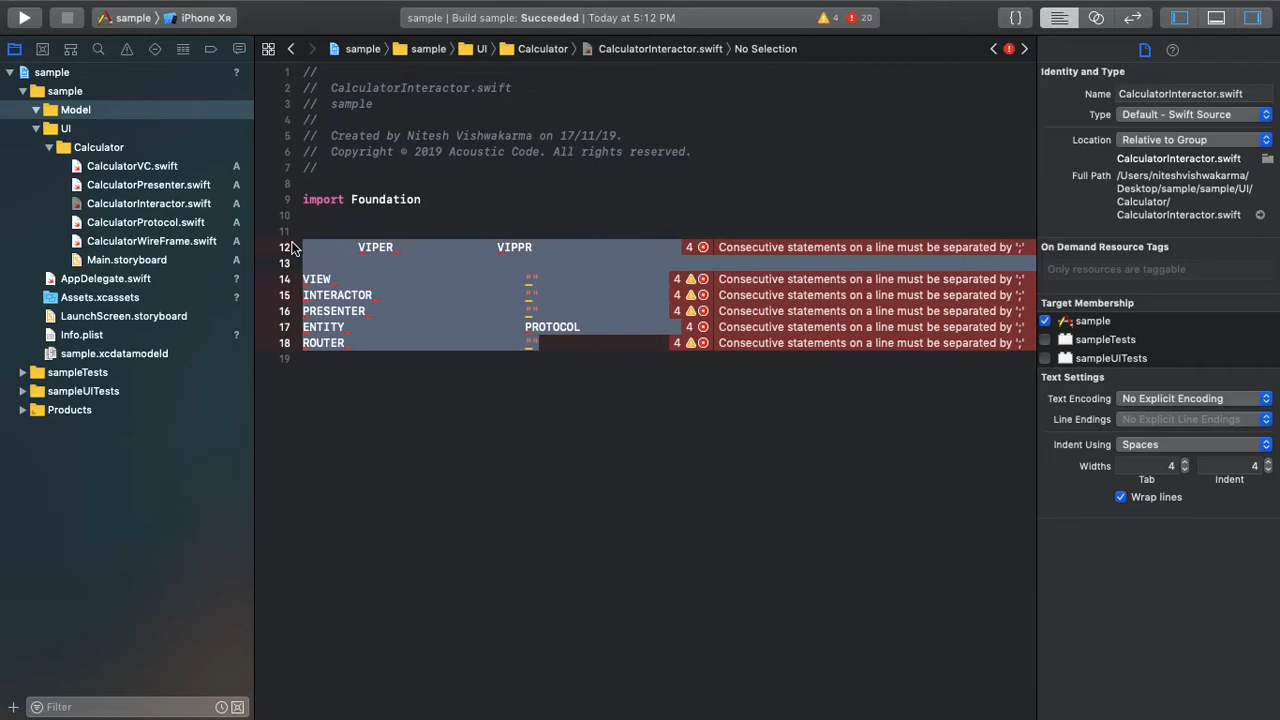 sample
iPhone Xʀ
sample | Build sample: Succeeded | Today at 5:12 PM
4
20
{ }
sample
sample
UI
Calculator
CalculatorInteractor.swift
No Selection
sample
?
sample
Model
UI
Calculator
CalculatorVC.swift A
CalculatorPresenter.swift A
CalculatorInteractor.swift A
CalculatorProtocol.swift A
CalculatorWireFrame.swift A
Main.storyboard A
AppDelegate.swift
Assets.xcassets
LaunchScreen.storyboard
Info.plist
sample.xcdatamodeld
sampleTests
sampleUITests
Products
Filter
1 //
2 // CalculatorInteractor.swift
3 // sample
4 //
5 // Created by Nitesh Vishwakarma on 17/11/19.
6 // Copyright © 2019 Acoustic Code. All rights reserved.
7 //
8
9 import Foundation
10
11
12 VIPER VIPPR 4 Consecutive statements on a line must be separated by ';'
13
14 VIEW "" 4 Consecutive statements on a line must be separated by ';'
15 INTERACTOR "" 4 Consecutive statements on a line must be separated by ';'
16 PRESENTER "" 4 Consecutive statements on a line must be separated by ';'
17 ENTITY PROTOCOL 4 Consecutive statements on a line must be separated by ';'
18 ROUTER "" 4 Consecutive statements on a line must be separated by ';'
19
Identity and Type
Name CalculatorInteractor.swift
Type Default - Swift Source
Location Relative to Group
CalculatorInteractor.swift
Full Path /Users/niteshvishwakarma/
Desktop/sample/sample/UI/
Calculator/
CalculatorInteractor.swift
On Demand Resource Tags
Only resources are taggable
Target Membership
sample
sampleTests
sampleUITests
Text Settings
Text Encoding No Explicit Encoding
Line Endings No Explicit Line Endings
Indent Using Spaces
Widths 4 4
Tab Indent
Wrap lines